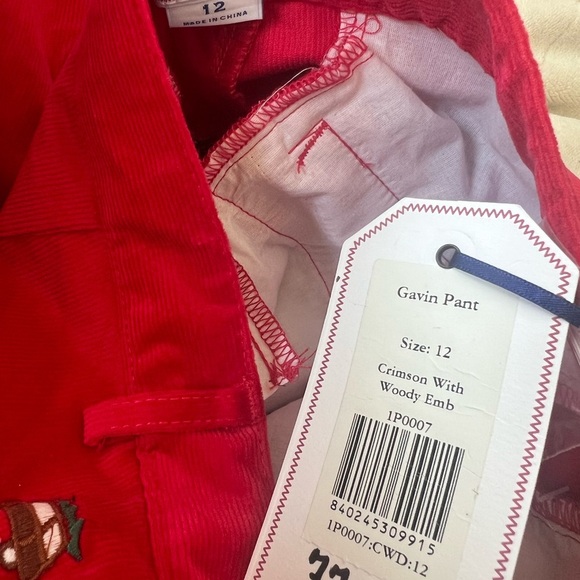 12
MADE IN CHINA
Gavin Pant
Size: 12
Crimson With
Woody Emb
1P0007
840245309915
1P0007:CWD:12